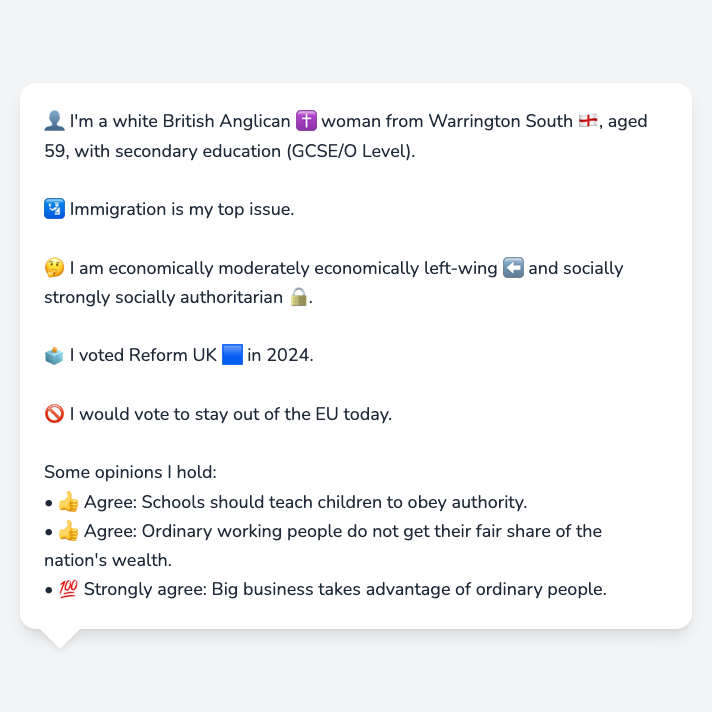 👤 I'm a white British Anglican ✝️ woman from Warrington South 🏴󠁧󠁢󠁥󠁮󠁧󠁿, aged
59, with secondary education (GCSE/O Level).
🛂 Immigration is my top issue.
🤔 I am economically moderately economically left-wing ⬅️ and socially
strongly socially authoritarian 🔒.
🗳️ I voted Reform UK 🟦 in 2024.
🚫 I would vote to stay out of the EU today.
Some opinions I hold:
• 👍 Agree: Schools should teach children to obey authority.
• 👍 Agree: Ordinary working people do not get their fair share of the
nation's wealth.
• 💯 Strongly agree: Big business takes advantage of ordinary people.